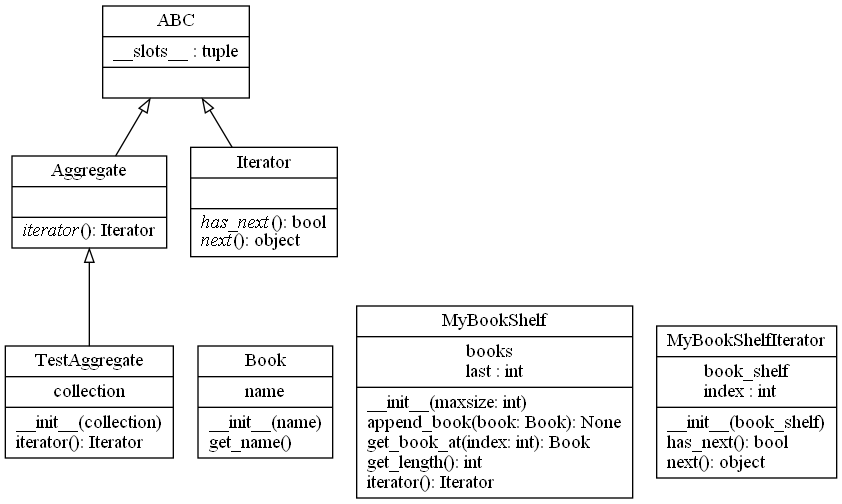 ABC
__slots__ : tuple
Aggregate
iterator(): Iterator
Iterator
has_next(): bool
next(): object
TestAggregate
collection
__init__(collection)
iterator(): Iterator
Book
name
__init__(name)
get_name()
MyBookShelf
books
last : int
__init__(maxsize: int)
append_book(book: Book): None
get_book_at(index: int): Book
get_length(): int
iterator(): Iterator
MyBookShelfIterator
book_shelf
index : int
__init__(book_shelf)
has_next(): bool
next(): object